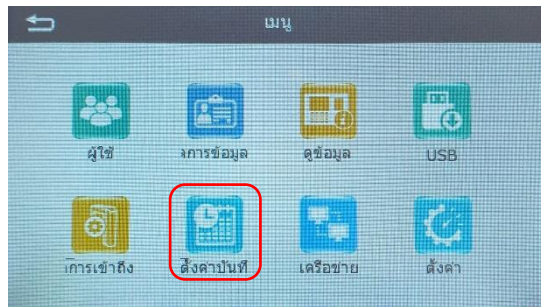 เมนู
ผู้ใช้ จการข้อมูล ดูข้อมูล USB
การเข้าถึง ตั้งค่าบันที เครือข่าย ตั้งค่า